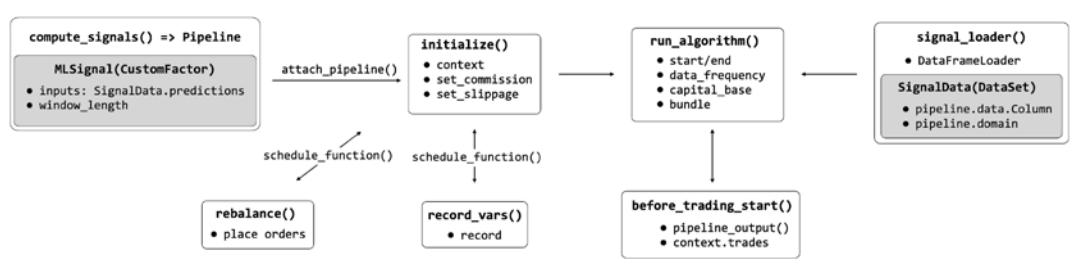 compute_signals() => Pipeline
MLSignal(CustomFactor)
● inputs: SignalData.predictions
● window_length
attach_pipeline()
initialize()
● context
● set_commission
● set_slippage
run_algorithm()
● start/end
● data_frequency
● capital_base
● bundle
signal_loader()
● DataFrameLoader
SignalData(DataSet)
● pipeline.data.Column
● pipeline.domain
schedule_function()
schedule_function()
rebalance()
● place orders
record_vars()
● record
before_trading_start()
● pipeline_output()
● context.trades